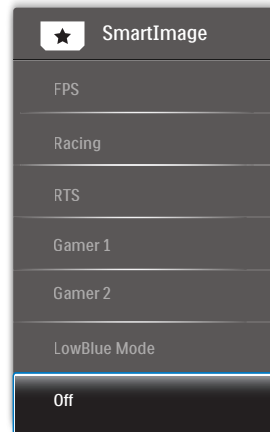 SmartImage
FPS
Racing
RTS
Gamer 1
Gamer 2
LowBlue Mode
Off